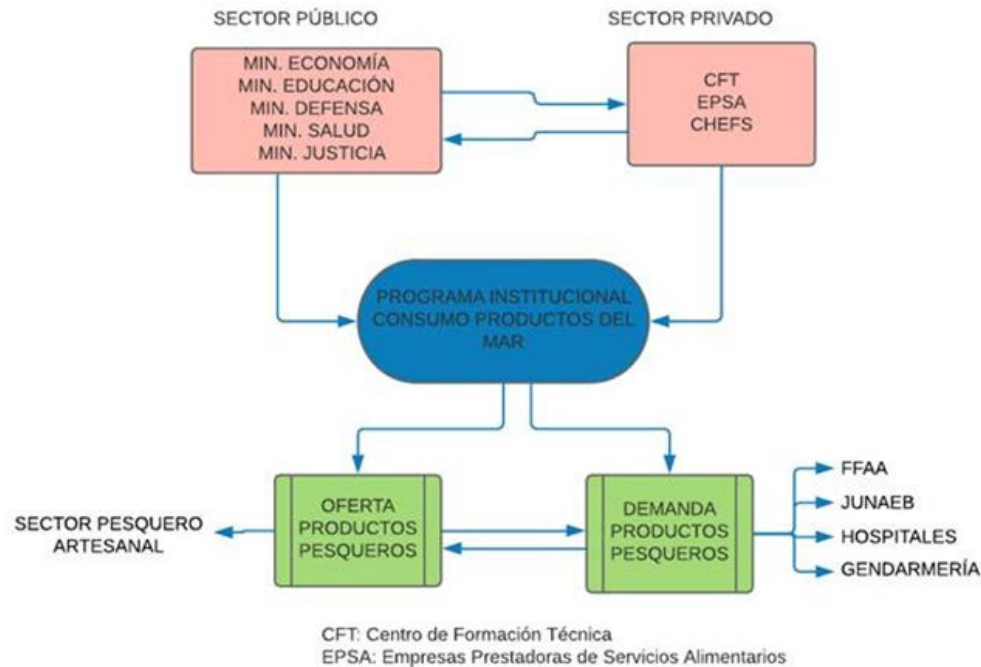 SECTOR PÚBLICO
SECTOR PRIVADO
MIN. ECONOMÍA
MIN. EDUCACIÓN
MIN. DEFENSA
MIN. SALUD
MIN. JUSTICIA
CFT
EPSA
CHEFS
PROGRAMA INSTITUCIONAL
CONSUMO PRODUCTOS DEL
MAR
SECTOR PESQUERO
ARTESANAL
OFERTA
PRODUCTOS
PESQUEROS
DEMANDA
PRODUCTOS
PESQUEROS
FFAA
JUNAEB
HOSPITALES
GENDARMERÍA
CFT: Centro de Formación Técnica
EPSA: Empresas Prestadoras de Servicios Alimentarios